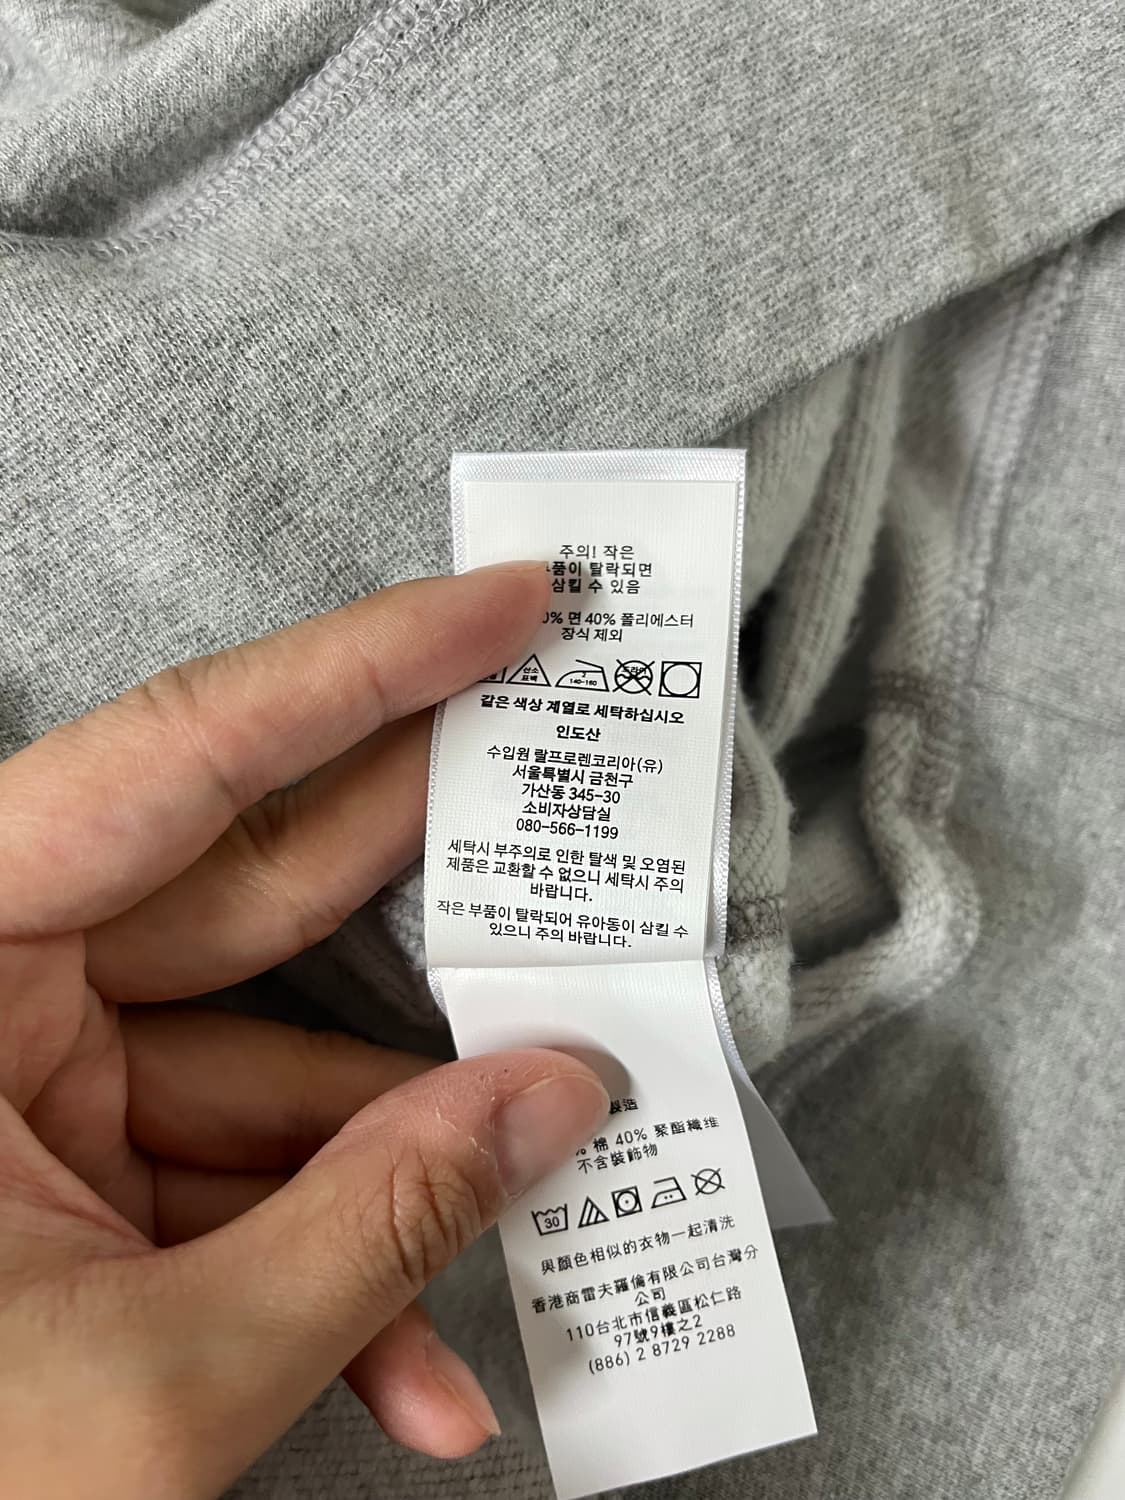 주의! 작은
탈락되면
삼킬 수 있음
면 40% 폴리에스터
장식 제외
산소
표백
2
140-160
드라이
같은 색상 계열로 세탁하십시오
인도산
수입원 랄프로렌코리아(유)
서울특별시 금천구
가산동 345-30
소비자상담실
080-566-1199
세탁시 부주의로 인한 탈색 및 오염된
제품은 교환할 수 없으니 세탁시 주의
바랍니다.
작은 부품이 탈락되어 유아동이 삼킬 수
있으니 주의 바랍니다.
製造
% 棉 40% 聚酯纖維
不含裝飾物
30
與顏色相似的衣物一起清洗
香港商雷夫羅倫有限公司台灣分
公司
110台北市信義區松仁路
97號9樓之2
(886) 2 8729 2288